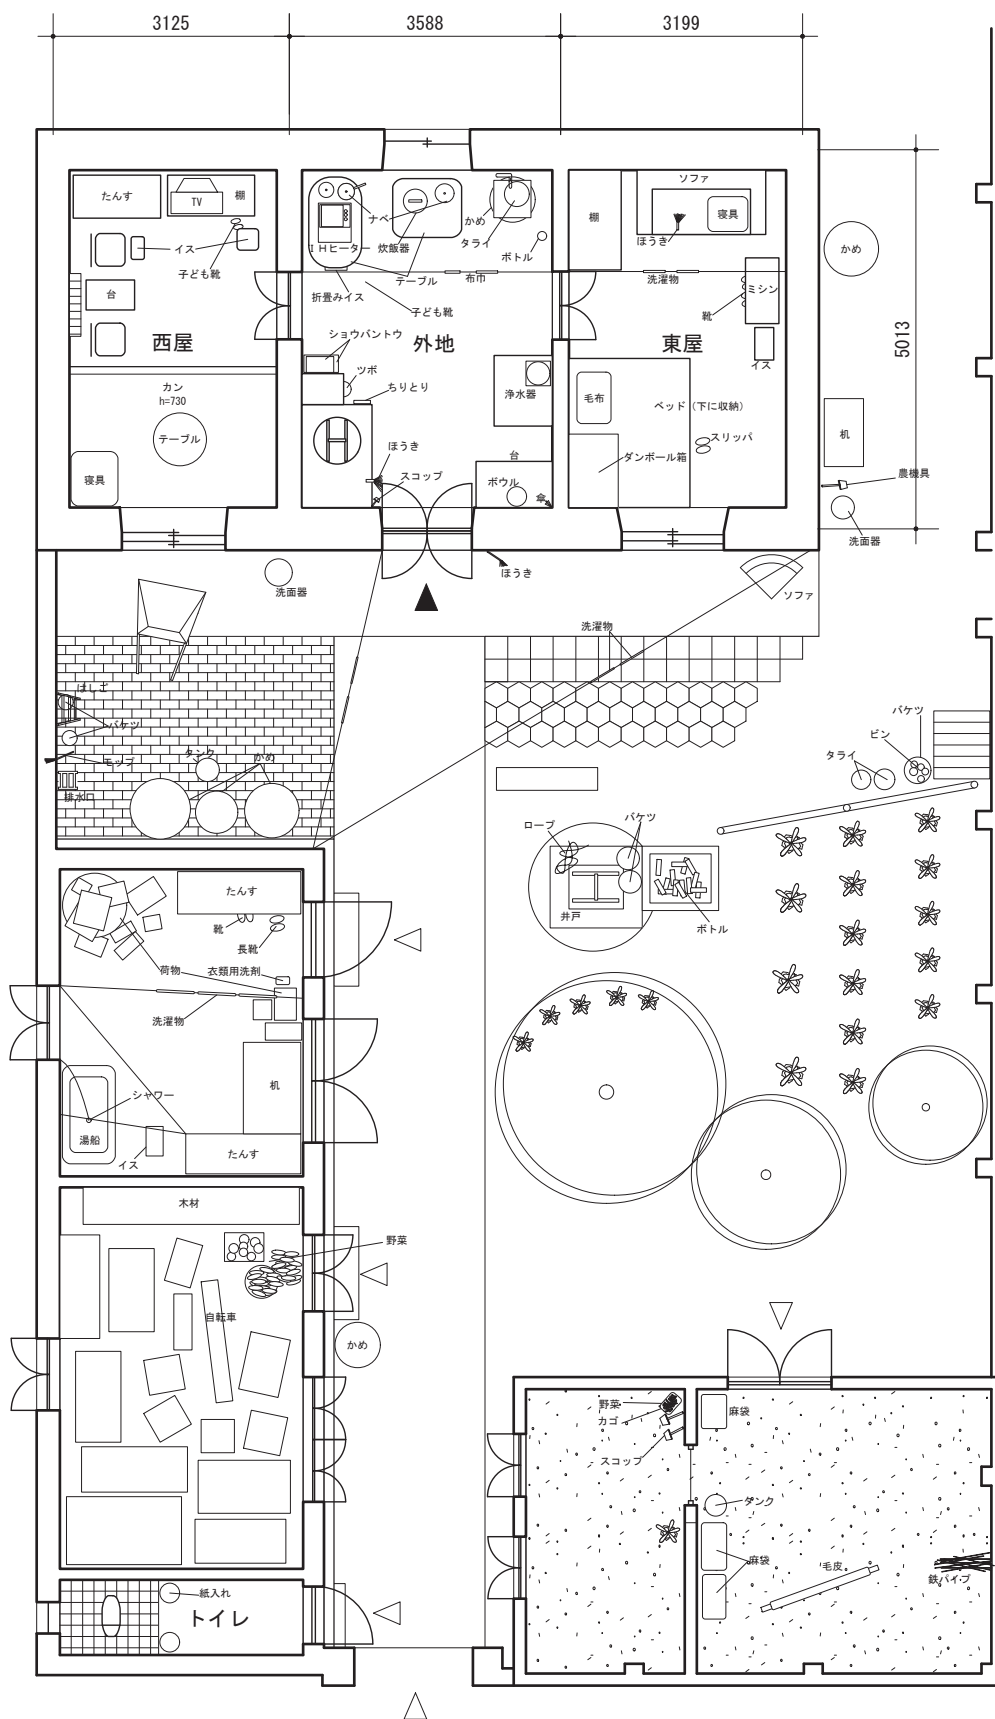 3125
3588
3199
5013
たんす
TV
棚
イス
子ども靴
台
西屋
カン
h=730
テーブル
寝具
ナベ
IHヒーター
炊飯器
かめ
タライ
ボトル
テーブル
布巾
折畳みイス
子ども靴
外地
ショウバントウ
ツボ
ちりとり
浄水器
ほうき
スコップ
台
ボウル
傘
ソファ
棚
寝具
ほうき
洗濯物
ミシン
靴
東屋
イス
毛布
ベッド(下に収納)
スリッパ
ダンボール箱
かめ
机
農機具
洗面器
洗面器
ほうき
ソファ
洗濯物
はしご
バケツ
モップ
排水口
タンク
かめ
バケツ
ビン
タライ
ロープ
バケツ
井戸
ボトル
たんす
靴
長靴
荷物
衣類用洗剤
洗濯物
シャワー
机
湯船
イス
たんす
木材
野菜
自転車
かめ
紙入れ
トイレ
野菜
カゴ
スコップ
麻袋
タンク
麻袋
毛皮
鉄パイプ